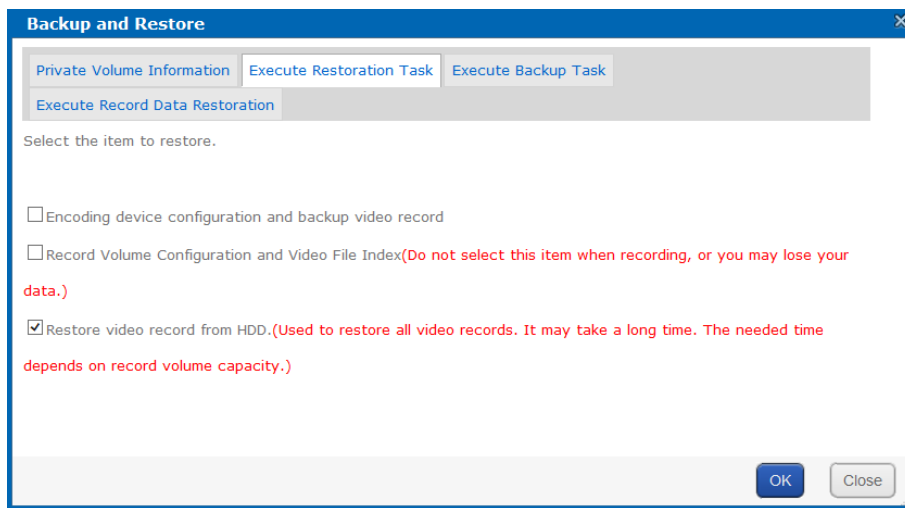 Backup and Restore
Private Volume Information Execute Restoration Task Execute Backup Task
Execute Record Data Restoration
Select the item to restore.
Encoding device configuration and backup video record
Record Volume Configuration and Video File Index(Do not select this item when recording, or you may lose your
data.)
Restore video record from HDD.(Used to restore all video records. It may take a long time. The needed time
depends on record volume capacity.)
OK Close